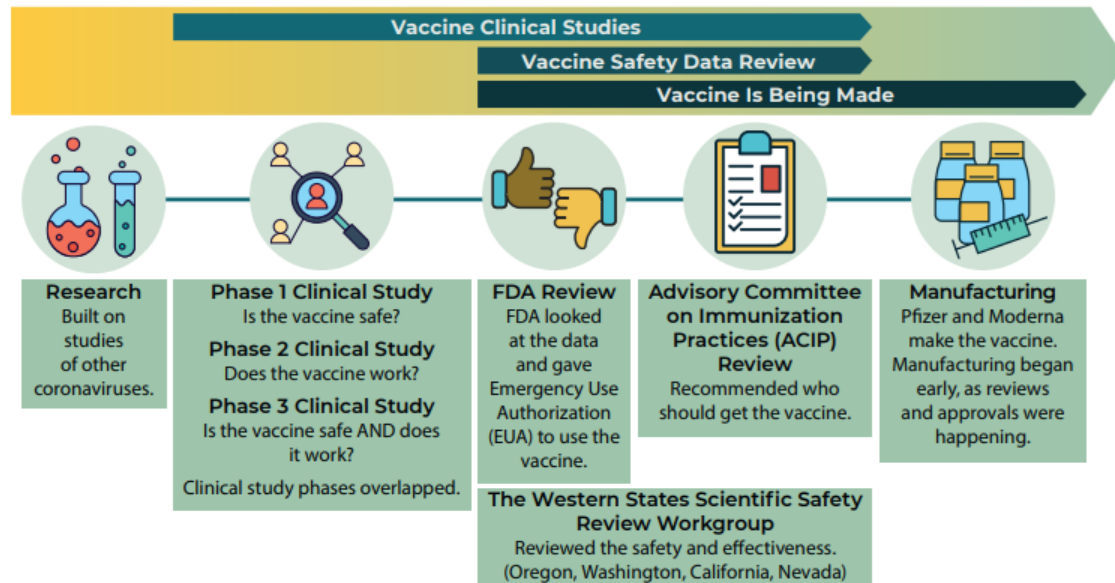 Vaccine Clinical Studies
Vaccine Safety Data Review
Vaccine Is Being Made
Research
Built on
studies
of other
coronaviruses.
Phase 1 Clinical Study
Is the vaccine safe?
Phase 2 Clinical Study
Does the vaccine work?
Phase 3 Clinical Study
Is the vaccine safe AND does
it work?
Clinical study phases overlapped.
FDA Review
FDA looked
at the data
and gave
Emergency Use
Authorization
(EUA) to use the
vaccine.
Advisory Committee
on Immunization
Practices (ACIP)
Review
Recommended who
should get the vaccine.
Manufacturing
Pfizer and Moderna
make the vaccine.
Manufacturing began
early, as reviews
and approvals were
happening.
The Western States Scientific Safety
Review Workgroup
Reviewed the safety and effectiveness.
(Oregon, Washington, California, Nevada)